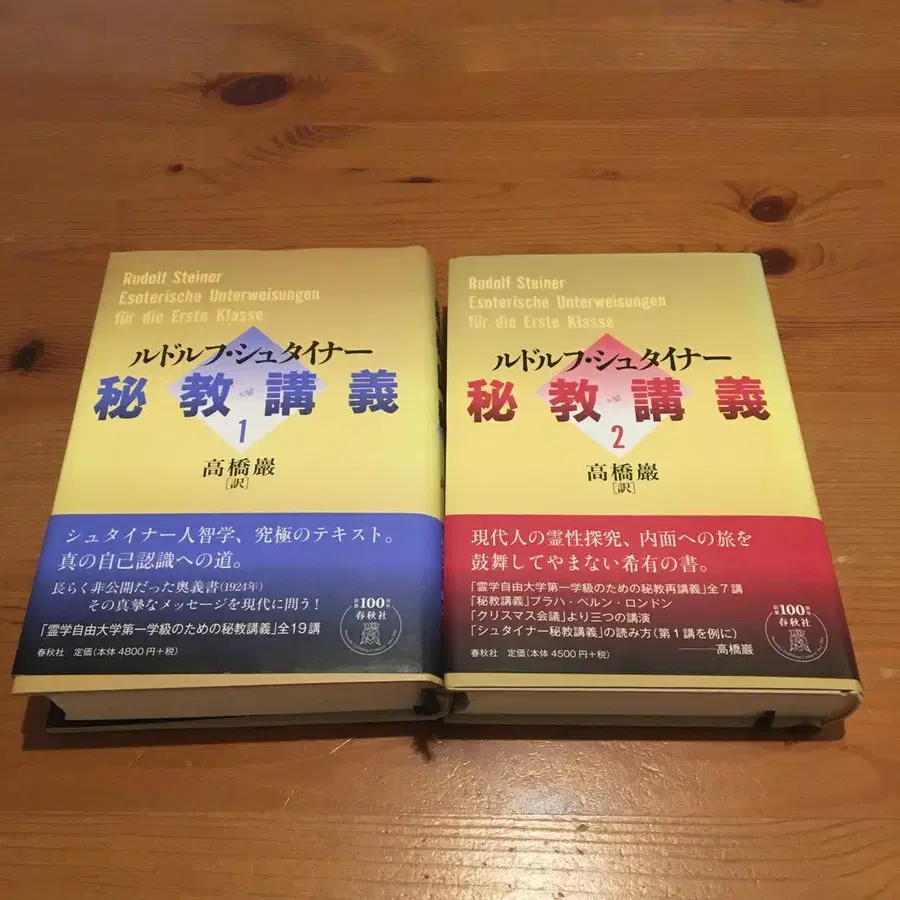 Rudolf Steiner
Esoterische Unterweisungen
für die Erste Klasse
ルドルフ・シュタイナー
秘教講義
1
高橋巖
[訳]
シュタイナー人智学、究極のテキスト。
真の自己認識への道。
長らく非公開だった奥義書(1924年)
その真摯なメッセージを現代に問う!
「霊学自由大学第一学級のための秘教講義」全19講
春秋社 定価(本体4800円+税)
100
春秋社
Rudolf Steiner
Esoterische Unterweisungen
für die Erste Klasse
ルドルフ・シュタイナー
秘教講義
2
高橋巖
[訳]
現代人の霊性探究、内面への旅を
鼓舞してやまない希有の書。
「霊学自由大学第一学級のための秘教再講義」全7講
「秘教講義」プラハ・ベルン・ロンドン
「クリスマス会議」より三つの講演
「シュタイナー秘教講義」の読み方(第1講を例に)
――高橋巖
春秋社 定価(本体4500円+税)
100
春秋社